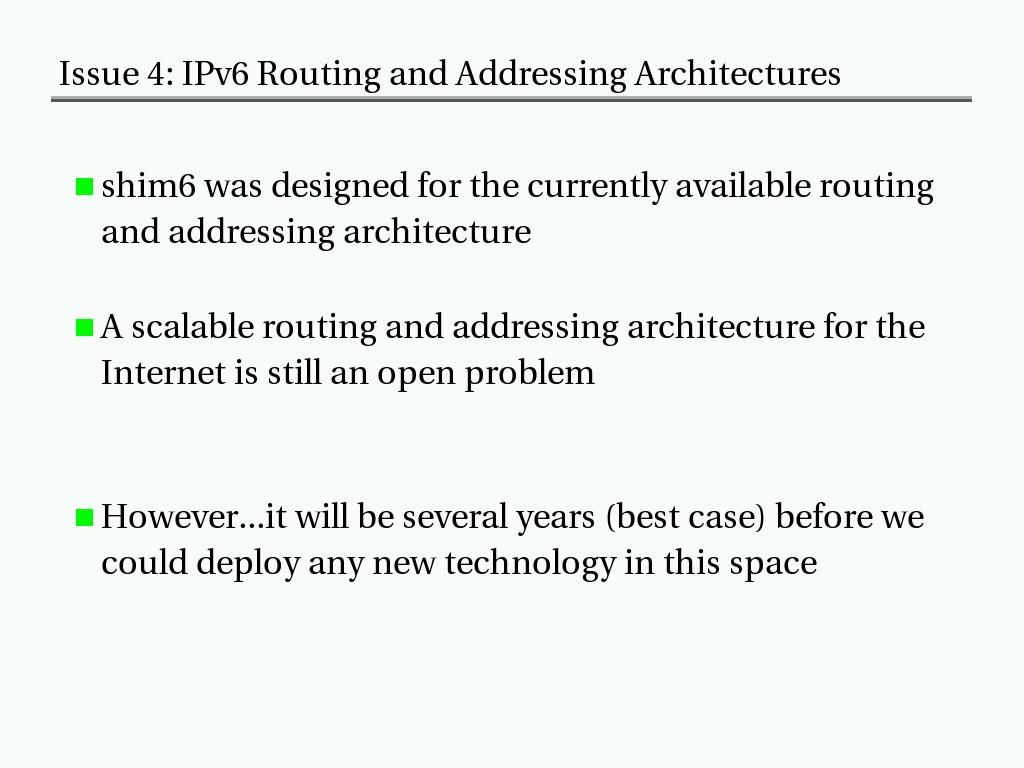 Issue 4: IPv6 Routing and Addressing Architectures
shim6 was designed for the currently available routing
and addressing architecture
A scalable routing and addressing architecture for the
Internet is still an open problem
However...it will be several years (best case) before we
could deploy any new technology in this space